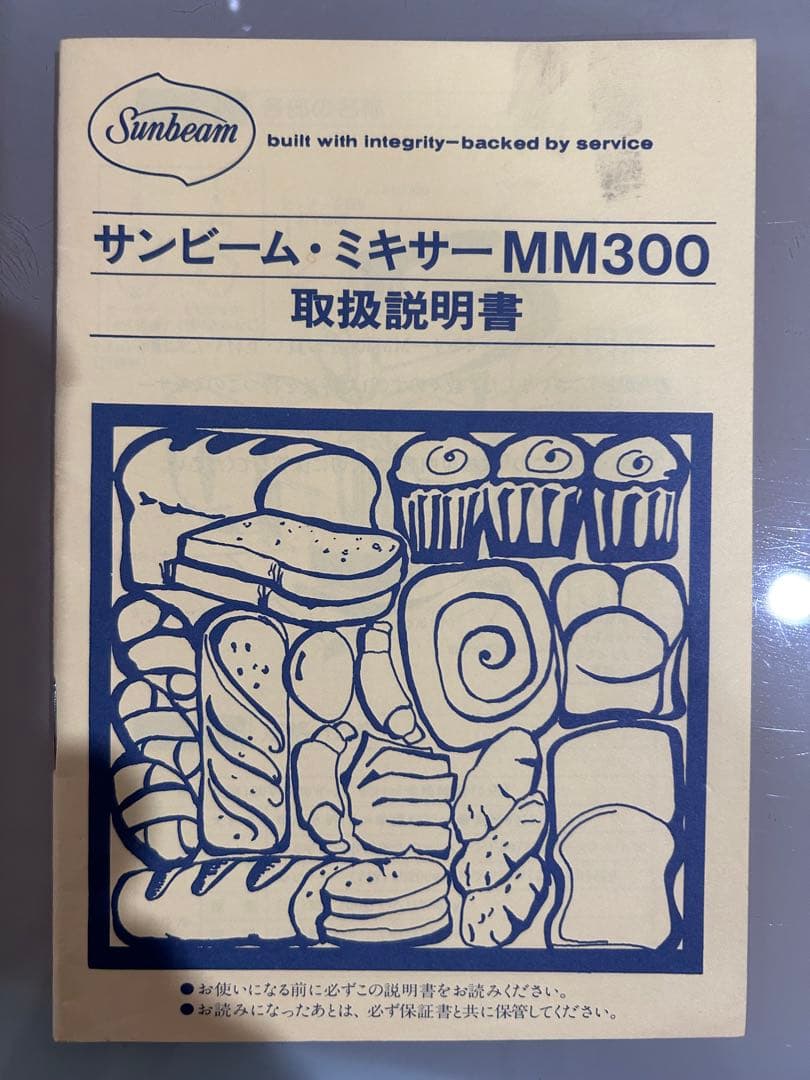 Sunbeam
built with integrity—backed by service
サンビーム・ミキサーMM300
取扱説明書
●お使いになる前に必ずこの説明書をお読みください。
●お読みになったあとは、必ず保証書と共に保管してください。